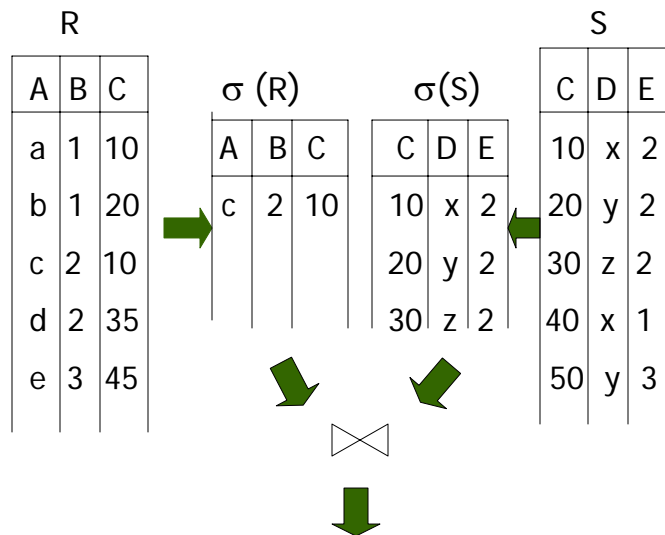 R
A B C
a 1 10
b 1 20
c 2 10
d 2 35
e 3 45
σ (R)
A B C
c 2 10
σ(S)
C D E
10 x 2
20 y 2
30 z 2
S
C D E
10 x 2
20 y 2
30 z 2
40 x 1
50 y 3